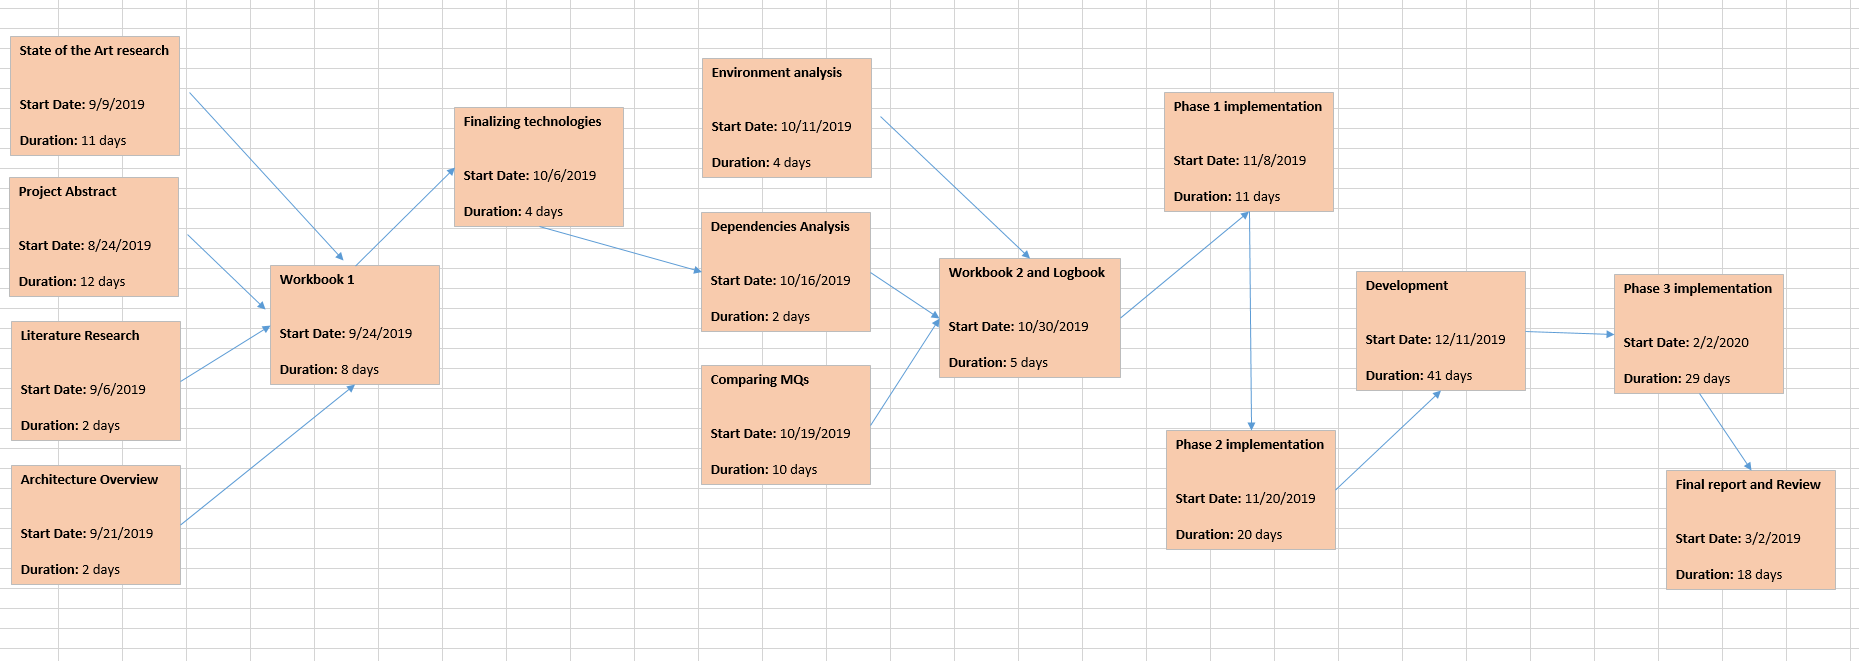 State of the Art research
Start Date: 9/9/2019
Duration: 11 days
Project Abstract
Start Date: 8/24/2019
Duration: 12 days
Literature Research
Start Date: 9/6/2019
Duration: 2 days
Architecture Overview
Start Date: 9/21/2019
Duration: 2 days
Workbook 1
Start Date: 9/24/2019
Duration: 8 days
Finalizing technologies
Start Date: 10/6/2019
Duration: 4 days
Environment analysis
Start Date: 10/11/2019
Duration: 4 days
Dependencies Analysis
Start Date: 10/16/2019
Duration: 2 days
Comparing MQs
Start Date: 10/19/2019
Duration: 10 days
Workbook 2 and Logbook
Start Date: 10/30/2019
Duration: 5 days
Phase 1 implementation
Start Date: 11/8/2019
Duration: 11 days
Phase 2 implementation
Start Date: 11/20/2019
Duration: 20 days
Development
Start Date: 12/11/2019
Duration: 41 days
Phase 3 implementation
Start Date: 2/2/2020
Duration: 29 days
Final report and Review
Start Date: 3/2/2019
Duration: 18 days